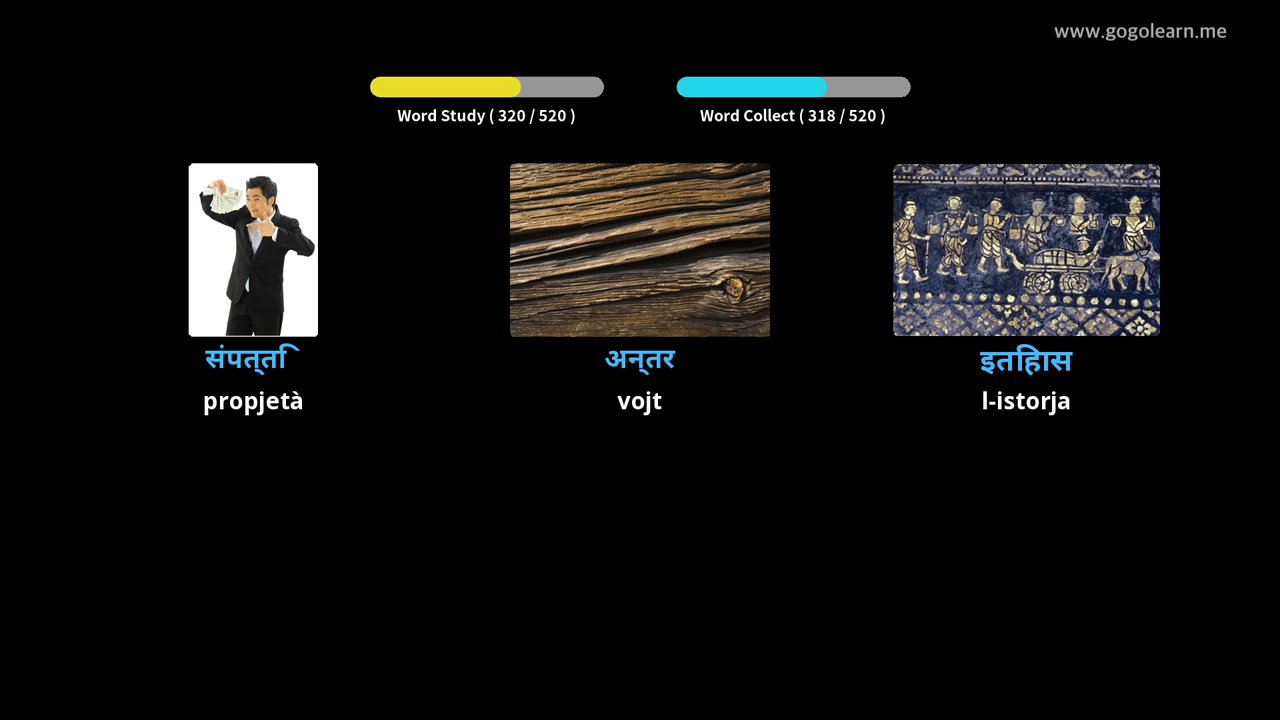 www.gogolearn.me
Word Study ( 320 / 520 )
Word Collect ( 318 / 520 )
संपत्ति
अन्तर
इतिहास
propjetà
vojt
l-istorja